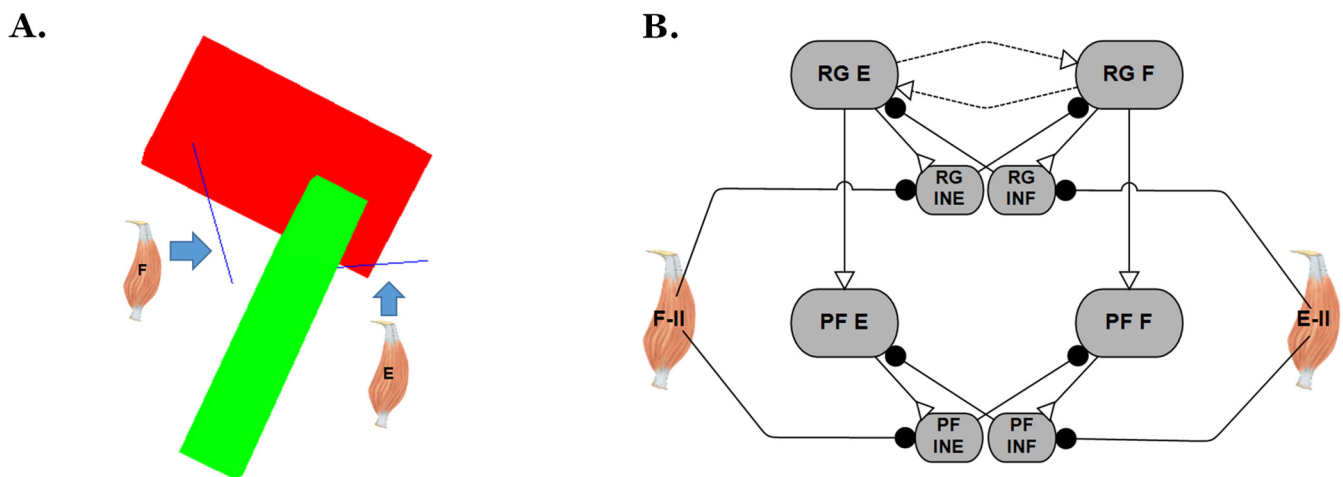 A.
F
E
B.
RG E
RG F
RG
INE
RG
INF
F-II
PF E
PF F
E-II
PF
INE
PF
INF